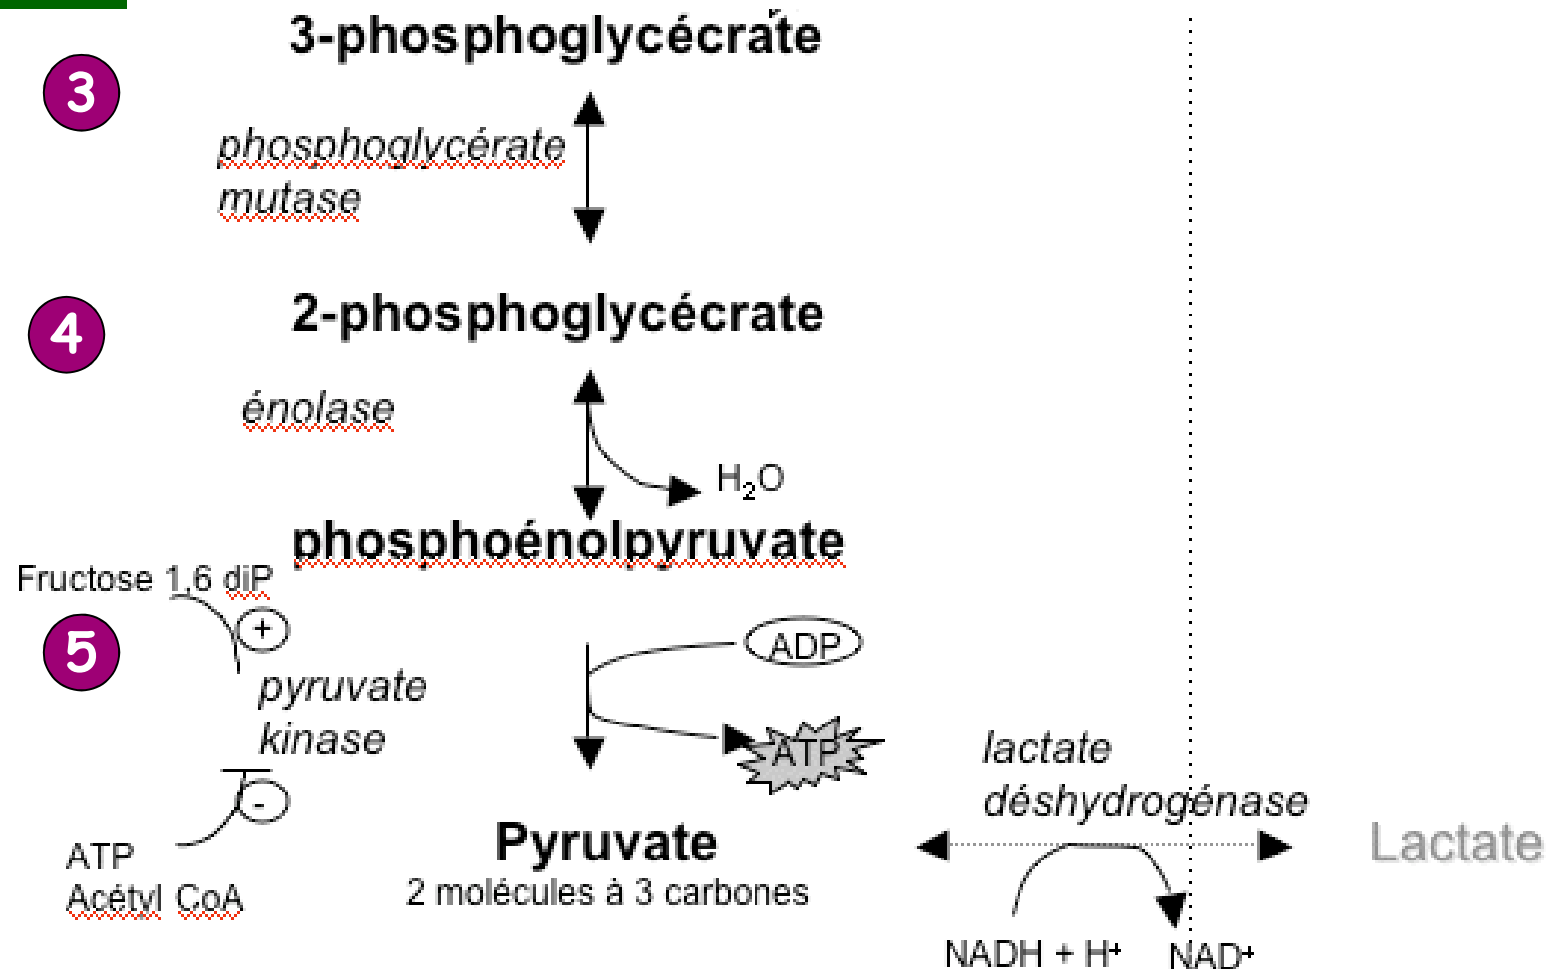 3-phosphoglycécrate
3
phosphoglycérate
mutase
2-phosphoglycécrate
4
énolase
H₂O
phosphoénolpyruvate
Fructose 1,6 diP
+
5
ADP
pyruvate
kinase
ATP
-
lactate
déshydrogénase
ATP
Acétyl CoA
Pyruvate
2 molécules à 3 carbones
Lactate
NADH + H⁺
NAD⁺